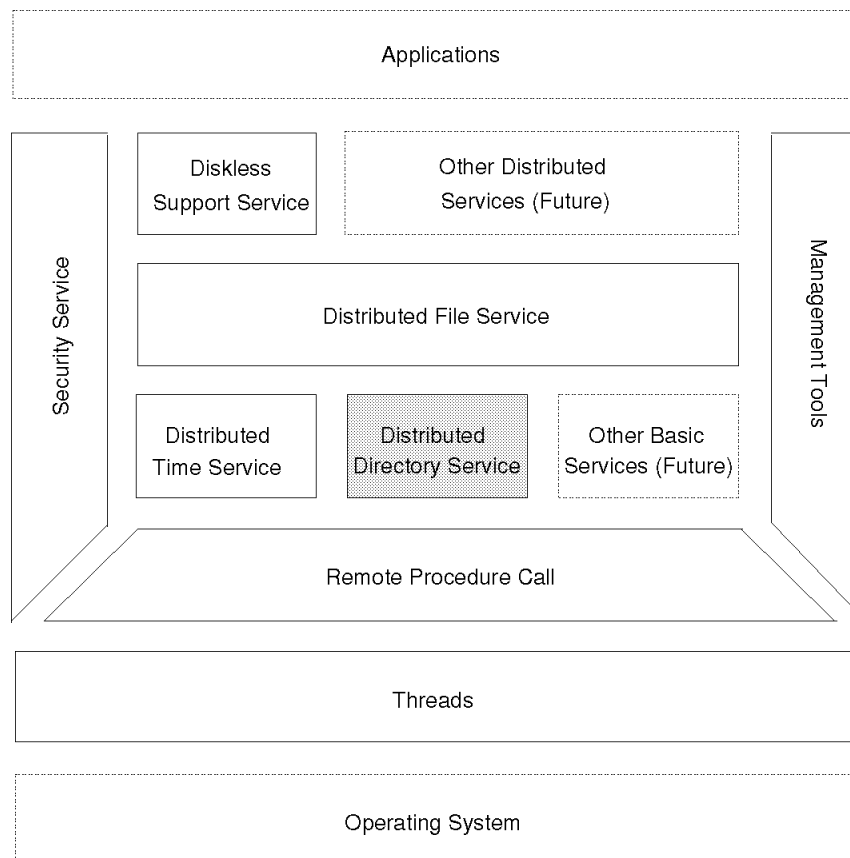 Applications
Diskless
Support Service
Other Distributed
Services (Future)
Security Service
Management Tools
Distributed File Service
Distributed
Time Service
Distributed
Directory Service
Other Basic
Services (Future)
Remote Procedure Call
Threads
Operating System